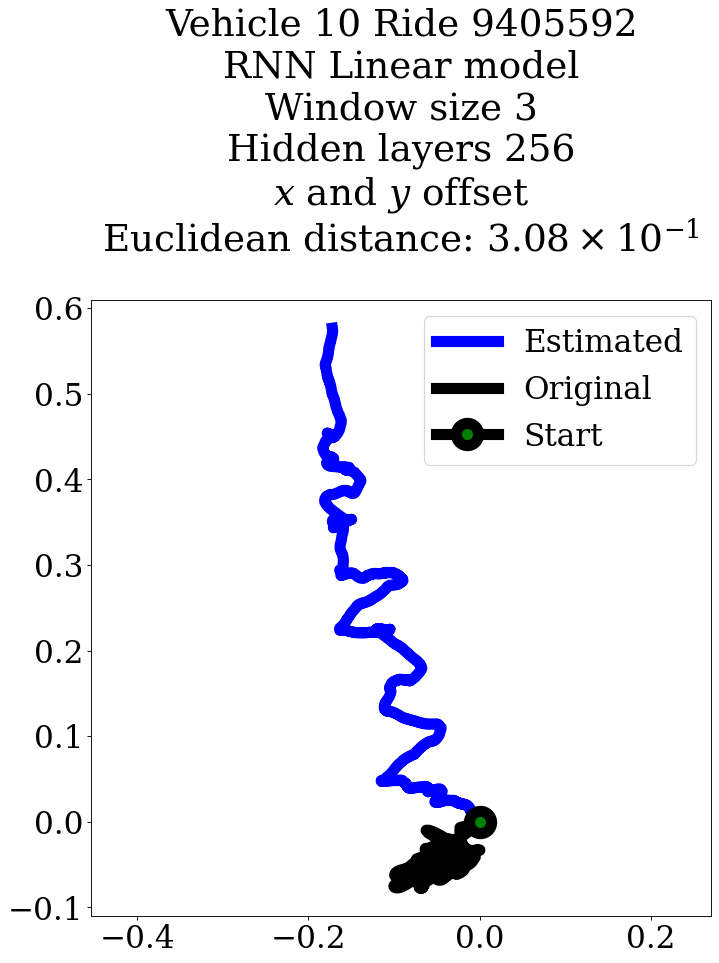 Vehicle 10 Ride 9405592
RNN Linear model
Window size 3
Hidden layers 256
x and y offset
Euclidean distance: 3.08 × 10⁻¹
0.6
0.5
0.4
0.3
0.2
0.1
0.0
−0.1
Estimated
Original
Start
−0.4
−0.2
0.0
0.2